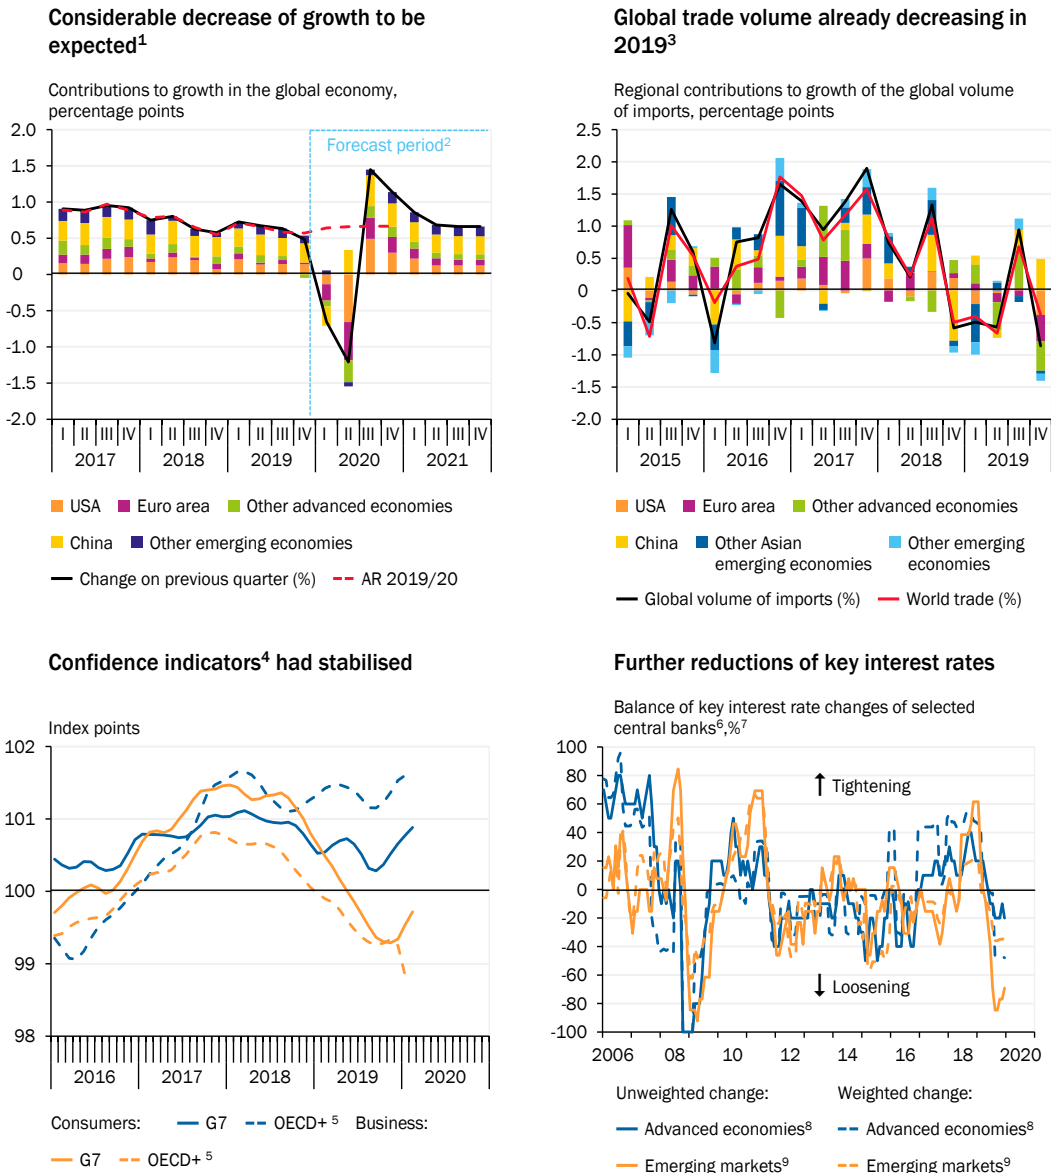 Considerable decrease of growth to be
expected1
Contributions to growth in the global economy,
percentage points
2.0
1.5
1.0
0.5
0
-0.5
-1.0
-1.5
-2.0
Forecast period2
I II III IV I II III IV I II III IV I II III IV I II III IV
2017 2018 2019 2020 2021
USA Euro area Other advanced economies
China Other emerging economies
Change on previous quarter (%) AR 2019/20
Global trade volume already decreasing in
20193
Regional contributions to growth of the global volume
of imports, percentage points
2.5
2.0
1.5
1.0
0.5
0
-0.5
-1.0
-1.5
-2.0
I II III IV I II III IV I II III IV I II III IV I II III IV
2015 2016 2017 2018 2019
USA Euro area Other advanced economies
China Other Asian emerging economies Other emerging economies
Global volume of imports (%) World trade (%)
Confidence indicators4 had stabilised
Index points
102
101
100
99
98
2016 2017 2018 2019 2020
Consumers: G7 OECD+ 5 Business:
G7 OECD+ 5
Further reductions of key interest rates
Balance of key interest rate changes of selected
central banks6,%7
100
80
60
40
20
0
-20
-40
-60
-80
-100
Tightening
Loosening
2006 08 10 12 14 16 18 2020
Unweighted change: Weighted change:
Advanced economies8 Advanced economies8
Emerging markets9 Emerging markets9